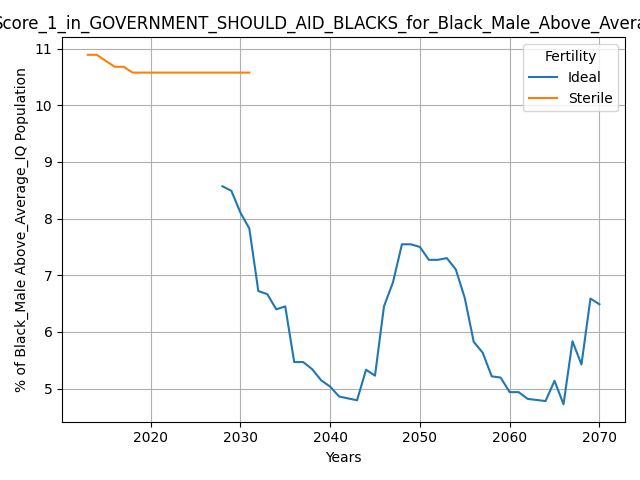 Score_1_in_GOVERNMENT_SHOULD_AID_BLACKS_for_Black_Male_Above_Avera
% of Black_Male Above_Average_IQ Population
11
10
9
8
7
6
5
Fertility
Ideal
Sterile
2020 2030 2040 2050 2060 2070
Years